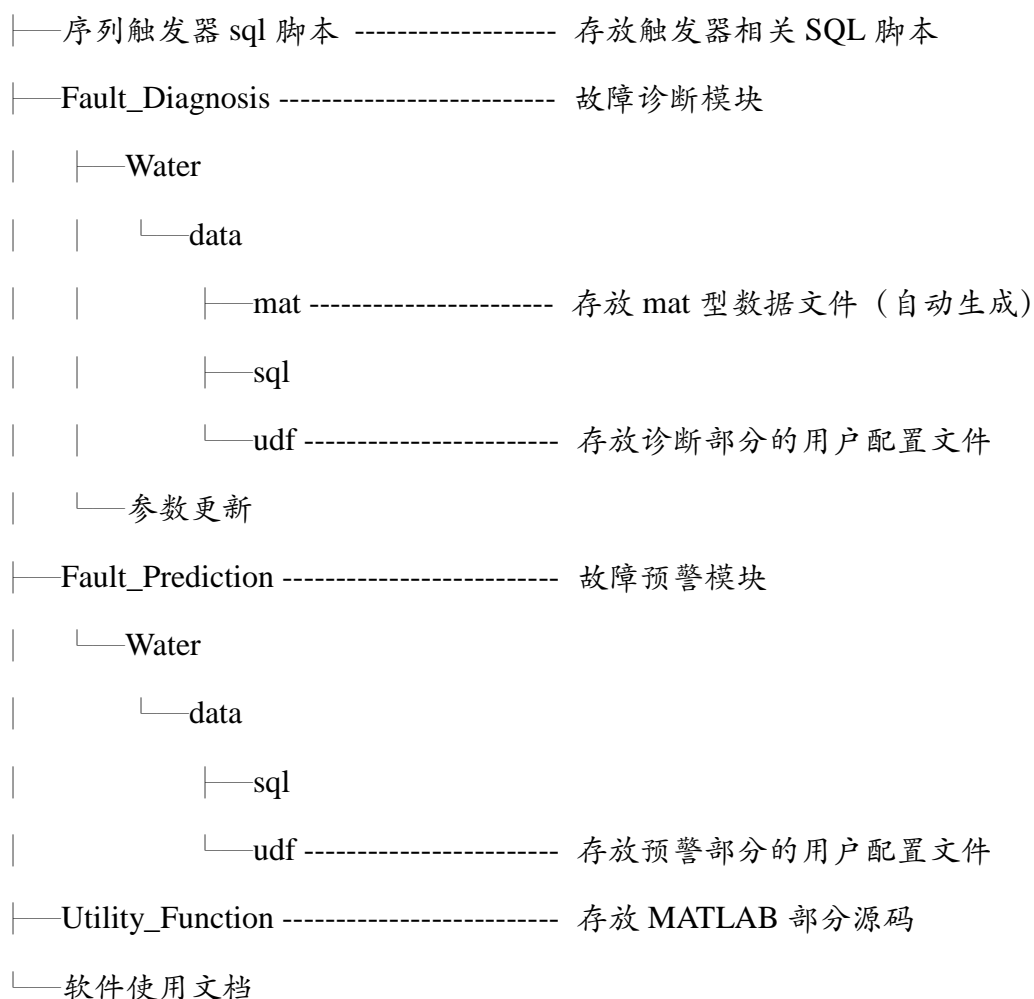 ├──序列触发器 sql 脚本 ------------------- 存放触发器相关 SQL 脚本
├──Fault_Diagnosis -------------------------- 故障诊断模块
│ ├──Water
│ │ └──data
│ │ ├──mat ----------------------- 存放 mat 型数据文件（自动生成）
│ │ ├──sql
│ │ └──udf ------------------------ 存放诊断部分的用户配置文件
│ └──参数更新
├──Fault_Prediction -------------------------- 故障预警模块
│ └──Water
│ └──data
│ ├──sql
│ └──udf ------------------------ 存放预警部分的用户配置文件
├──Utility_Function -------------------------- 存放 MATLAB 部分源码
└──软件使用文档